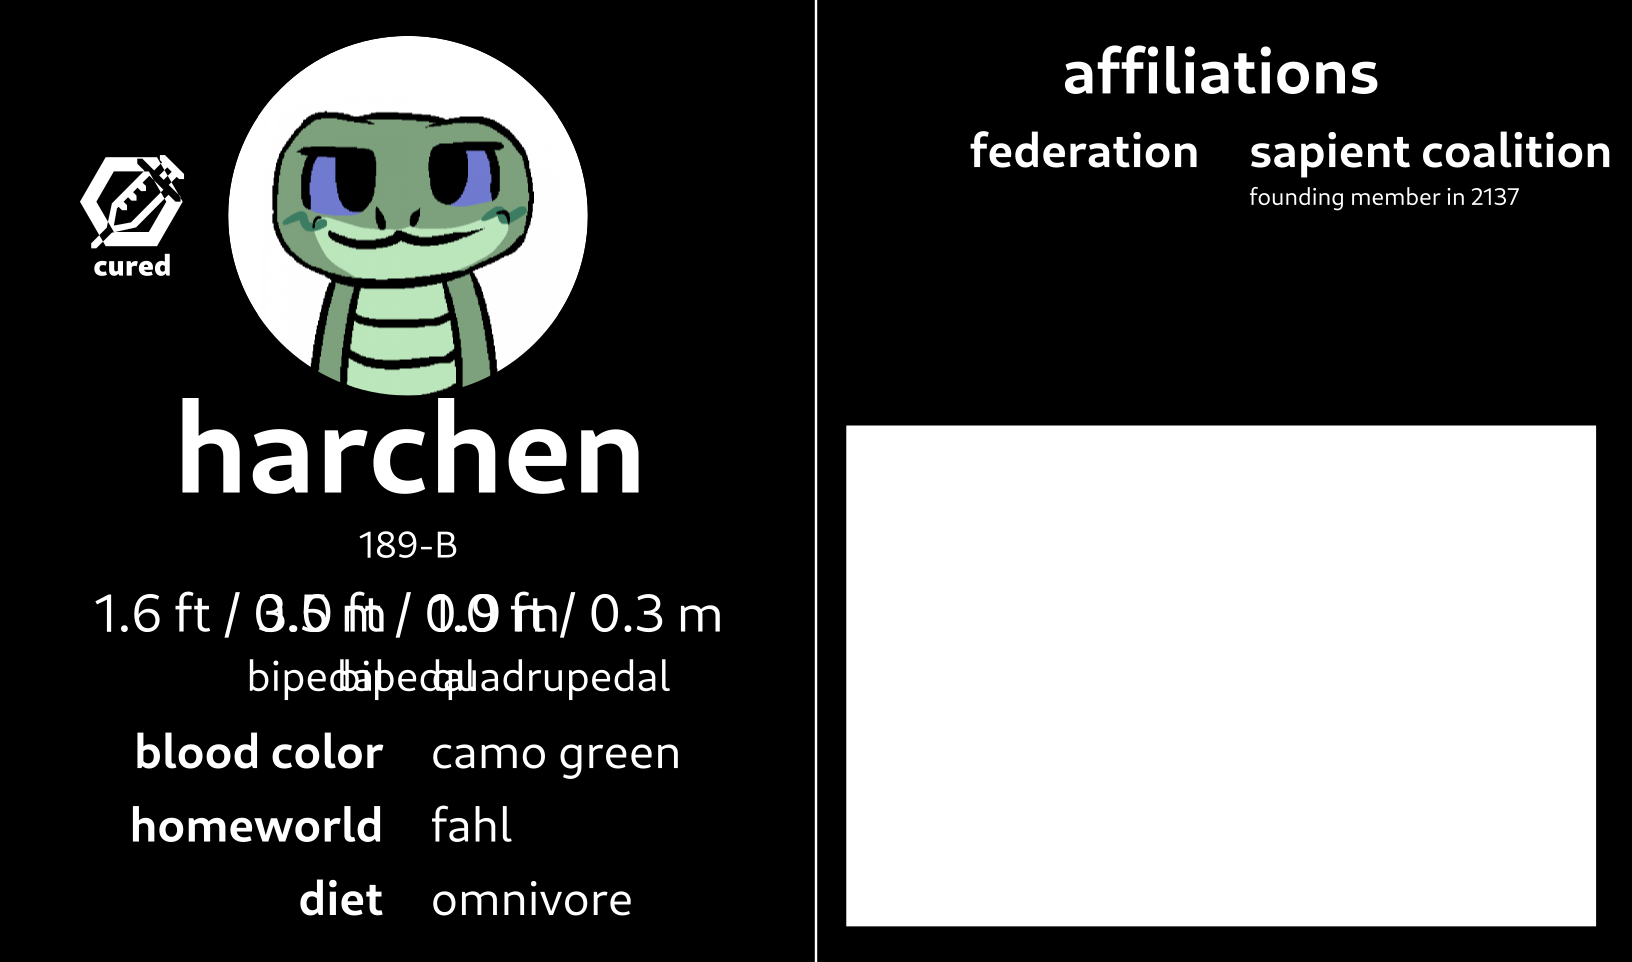 cured
harchen
189-B
1.6 ft / 0.5 m
3.0 ft / 0.9 m
1.0 ft / 0.3 m
bipedal
bipedal
quadrupedal
blood color camo green
homeworld fahl
diet omnivore
affiliations
federation sapient coalition
founding member in 2137